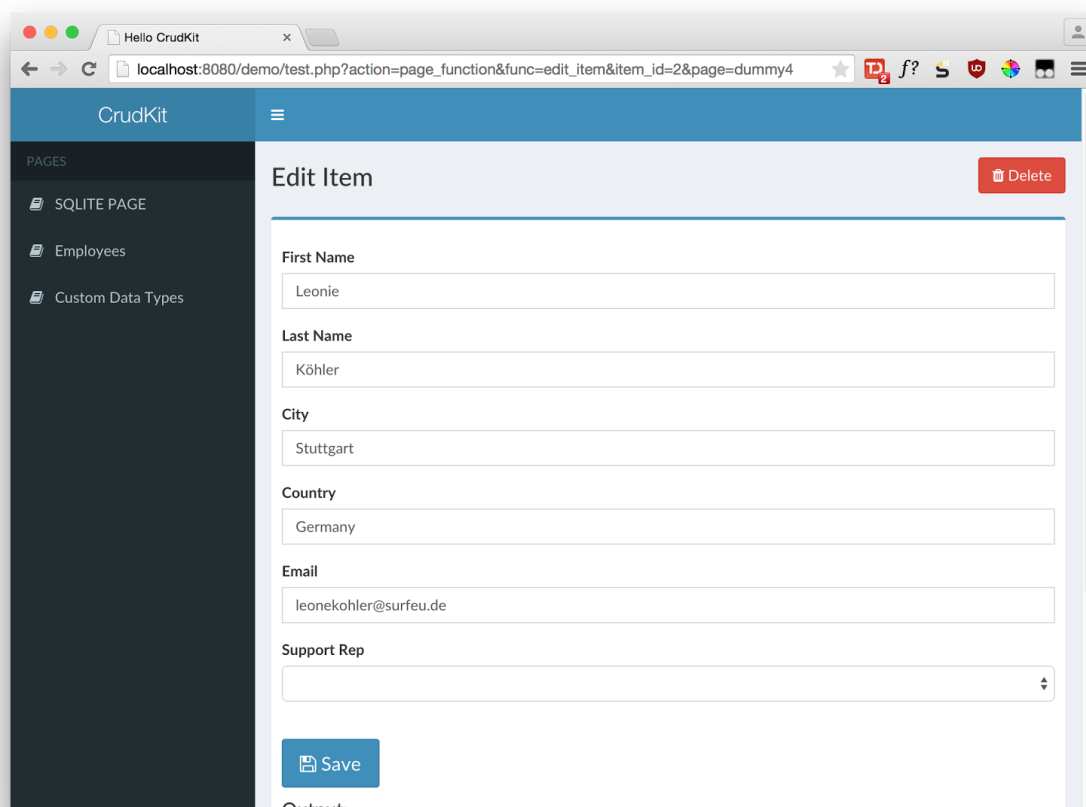 Hello CrudKit
localhost:8080/demo/test.php?action=page_function&func=edit_item&item_id=2&page=dummy4
2
f?
CrudKit
PAGES
SQLITE PAGE
Employees
Custom Data Types
Edit Item
Delete
First Name
Leonie
Last Name
Köhler
City
Stuttgart
Country
Germany
Email
leonekohler@surfeu.de
Support Rep
Save